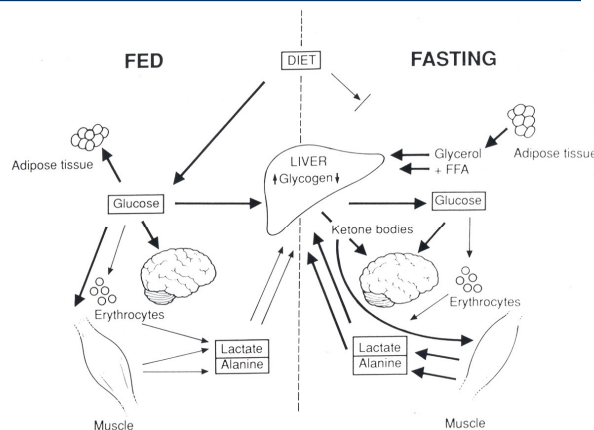 FED
DIET
FASTING
Adipose tissue
LIVER
Glycogen
Glycerol
+ FFA
Adipose tissue
Glucose
Glucose
Ketone bodies
Erythrocytes
Erythrocytes
Lactate
Alanine
Lactate
Alanine
Muscle
Muscle